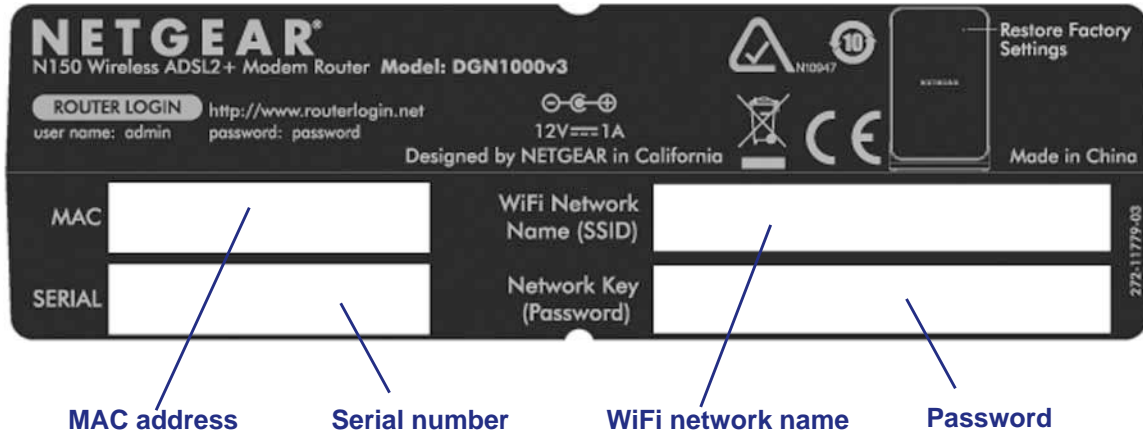 NETGEAR®
N150 Wireless ADSL2+ Modem Router Model: DGN1000v3
ROUTER LOGIN http://www.routerlogin.net
user name: admin password: password
12V⎓1A
Designed by NETGEAR in California
N10947
10
NETGEAR
Restore Factory
Settings
CE
Made in China
MAC
WiFi Network
Name (SSID)
SERIAL
Network Key
(Password)
272-11779-03
MAC address Serial number WiFi network name Password